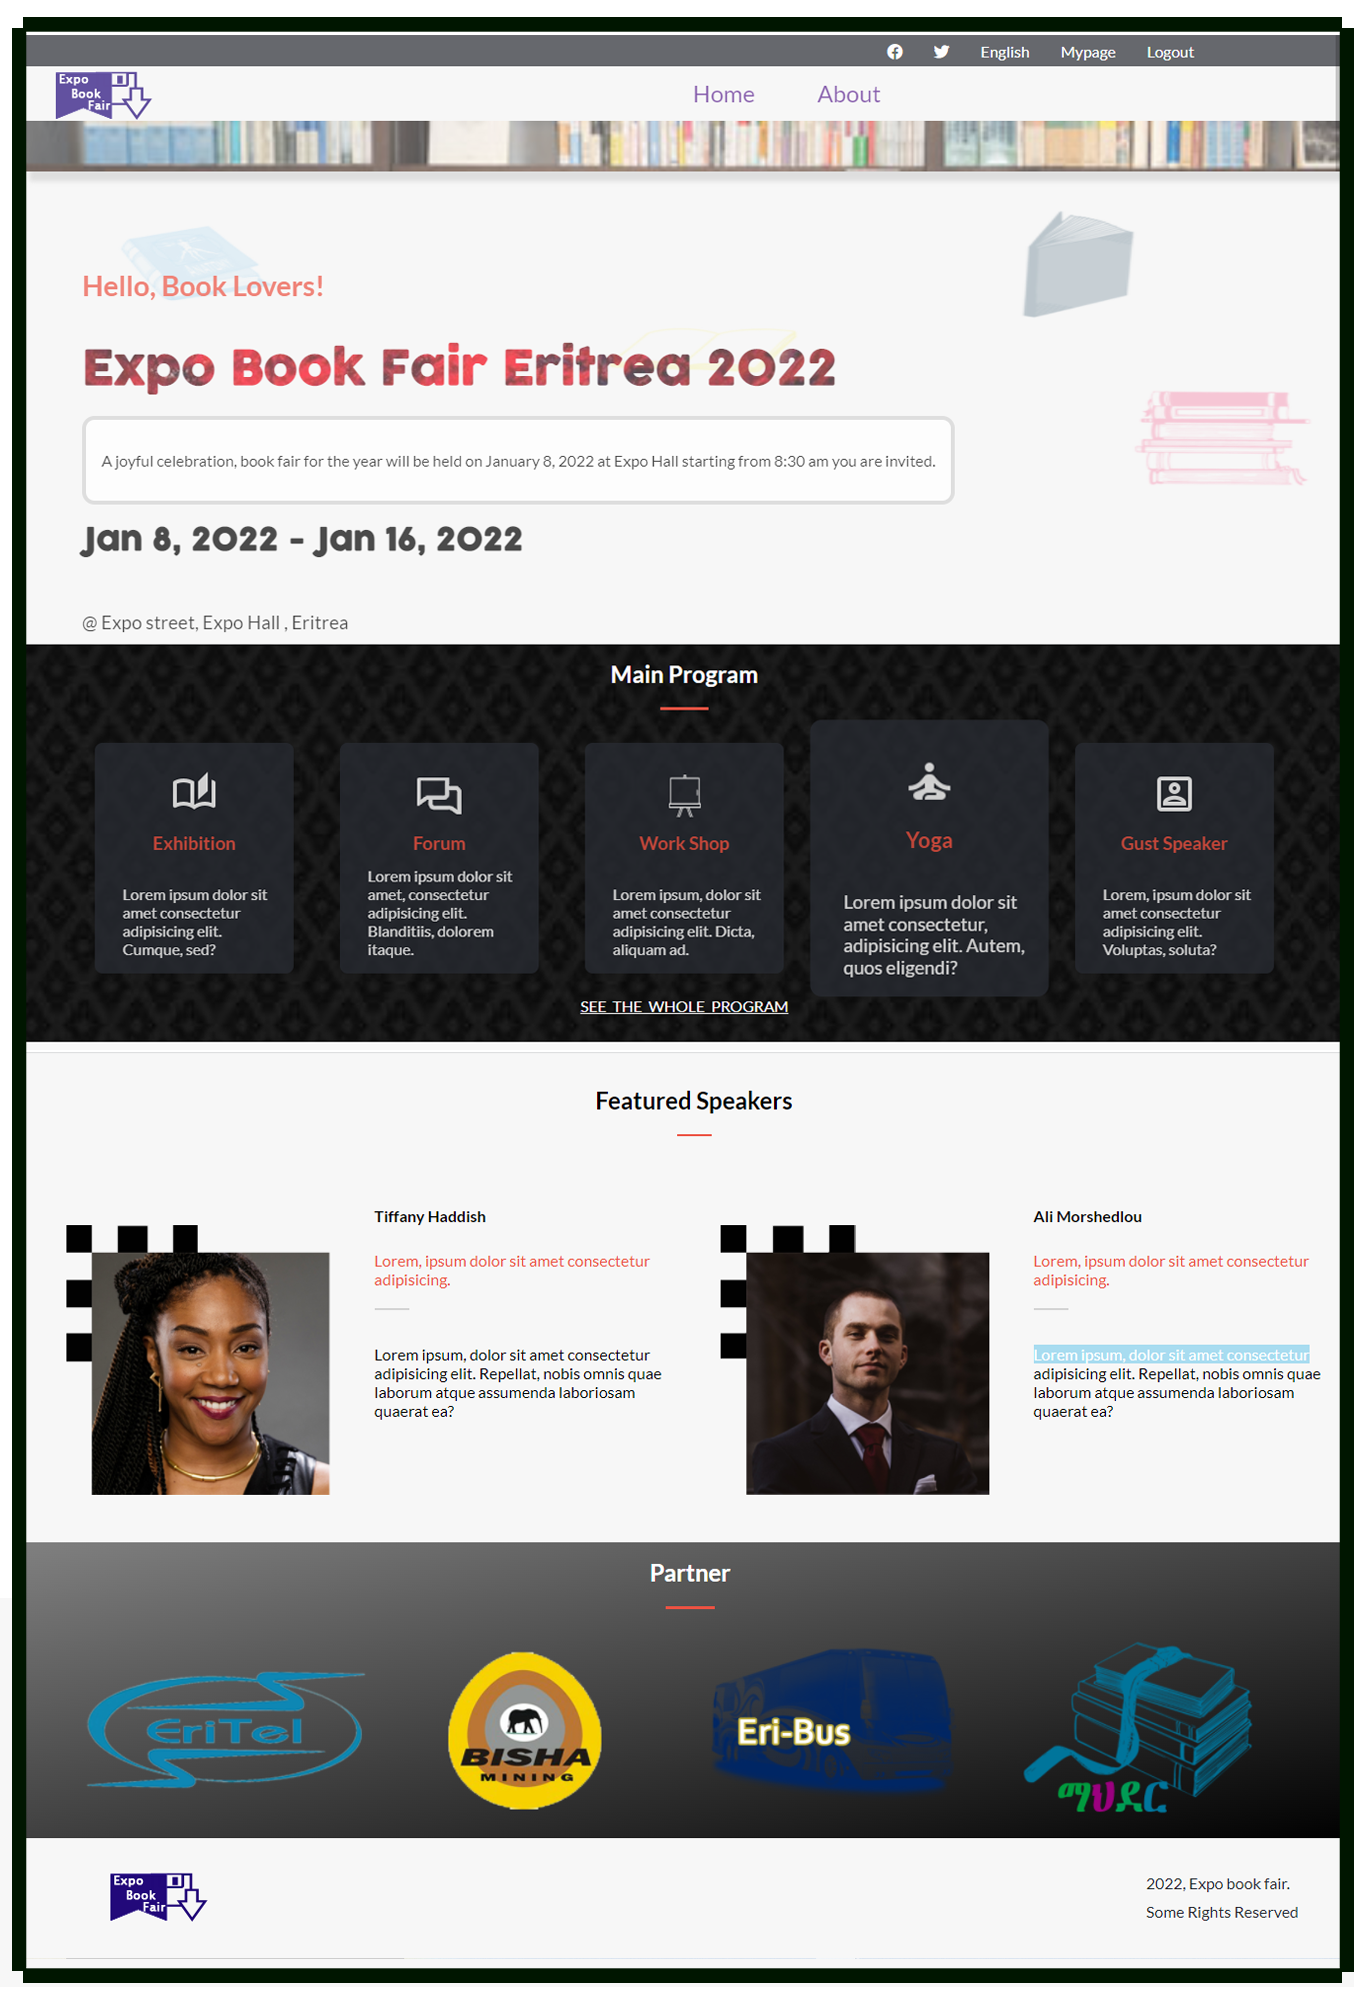 English Mypage Logout
Expo
Book
Fair
Home About
Hello, Book Lovers!
Expo Book Fair Eritrea 2022
A joyful celebration, book fair for the year will be held on January 8, 2022 at Expo Hall starting from 8:30 am you are invited.
Jan 8, 2022 - Jan 16, 2022
@ Expo street, Expo Hall , Eritrea
Main Program
Exhibition
Lorem ipsum dolor sit
amet consectetur
adipisicing elit.
Cumque, sed?
Forum
Lorem ipsum dolor sit
amet, consectetur
adipisicing elit.
Blanditiis, dolorem
itaque.
Work Shop
Lorem ipsum, dolor sit
amet consectetur
adipisicing elit. Dicta,
aliquam ad.
Yoga
Lorem ipsum dolor sit
amet consectetur,
adipisicing elit. Autem,
quos eligendi?
Gust Speaker
Lorem, ipsum dolor sit
amet consectetur
adipisicing elit.
Voluptas, soluta?
SEE THE WHOLE PROGRAM
Featured Speakers
Tiffany Haddish
Lorem, ipsum dolor sit amet consectetur
adipisicing.
Lorem ipsum, dolor sit amet consectetur
adipisicing elit. Repellat, nobis omnis quae
laborum atque assumenda laboriosam
quaerat ea?
Ali Morshedlou
Lorem, ipsum dolor sit amet consectetur
adipisicing.
Lorem ipsum, dolor sit amet consectetur
adipisicing elit. Repellat, nobis omnis quae
laborum atque assumenda laboriosam
quaerat ea?
Partner
EriTel
BISHA
MINING
Eri-Bus
ማህደር
Expo
Book
Fair
2022, Expo book fair.
Some Rights Reserved